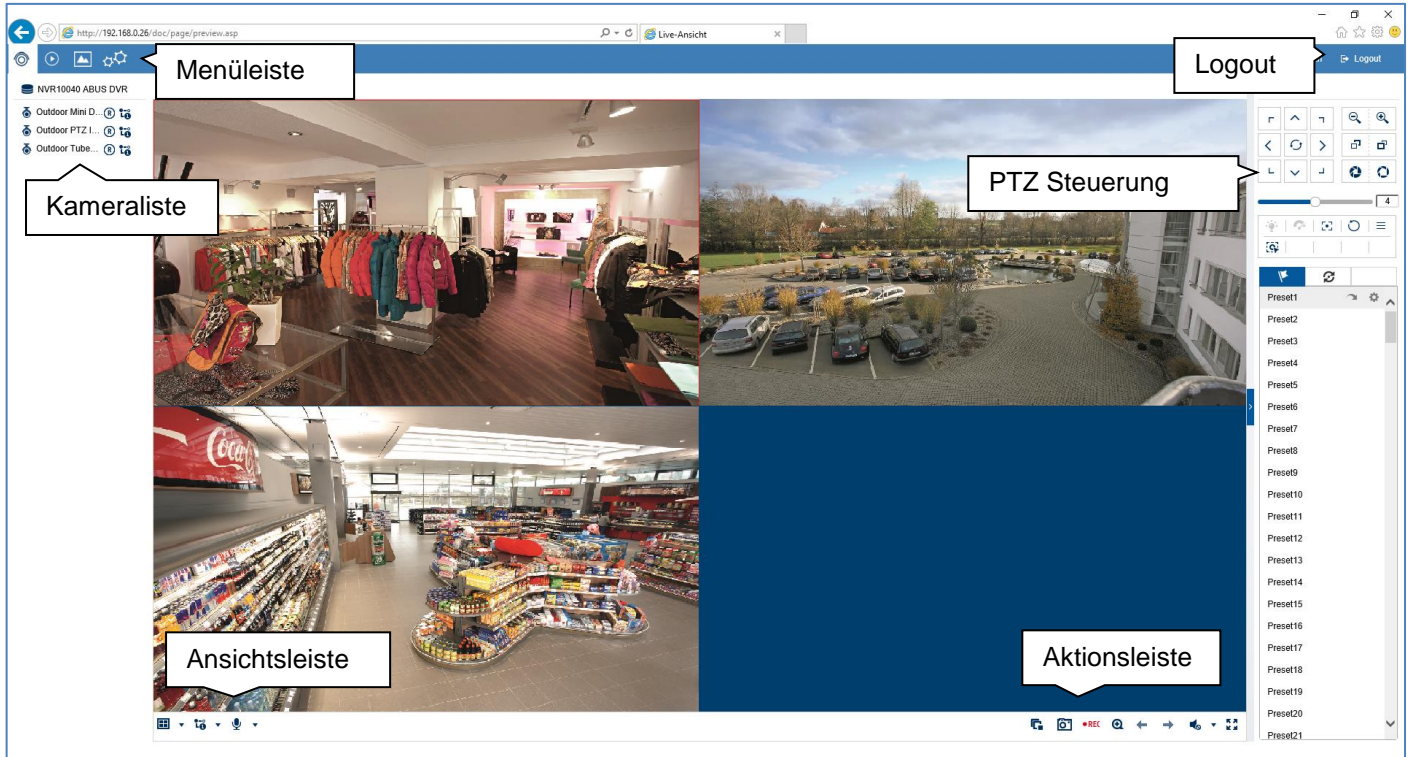 http://192.168.0.26/doc/page/preview.asp
Live-Ansicht
Menüleiste
Logout
Logout
NVR10040 ABUS DVR
Outdoor Mini D...
Outdoor PTZ I...
Outdoor Tube...
Kameraliste
PTZ Steuerung
4
Preset1
Preset2
Preset3
Preset4
Preset5
Preset6
Preset7
Preset8
Preset9
Preset10
Preset11
Preset12
Preset13
Preset14
Preset15
Preset16
Preset17
Preset18
Preset19
Preset20
Preset21
Coca-C
Ansichtsleiste
Aktionsleiste
REC